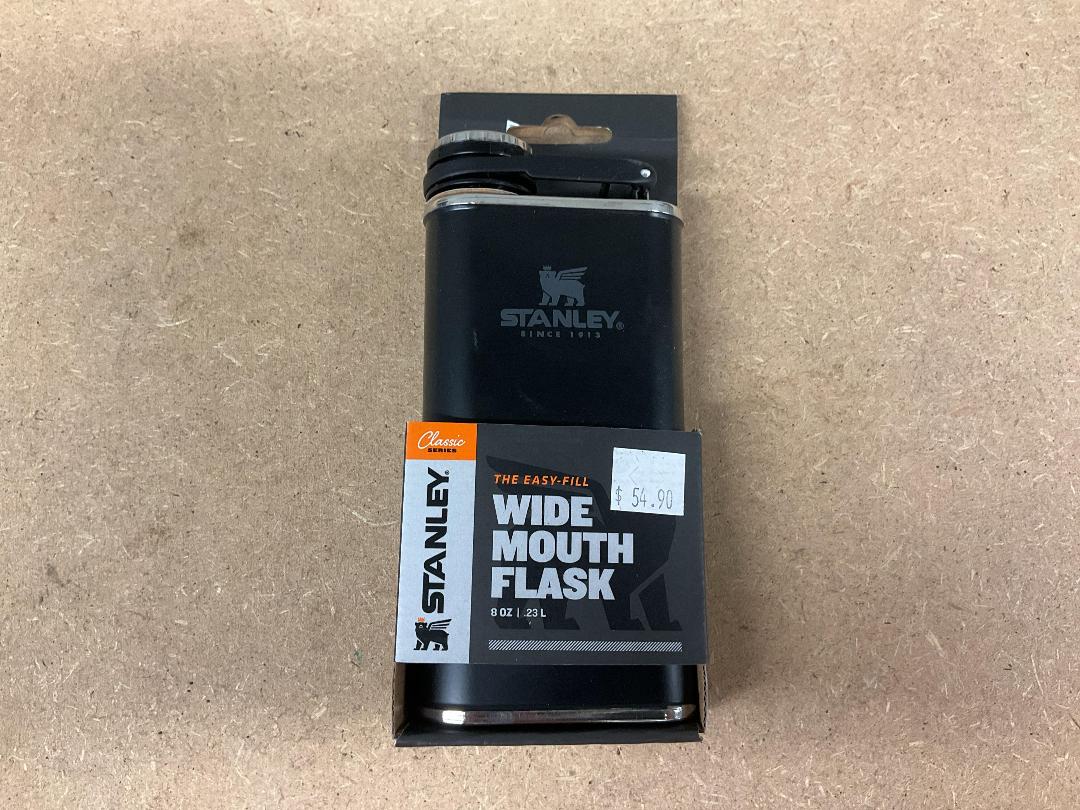 STANLEY®
SINCE 1913
Classic
SERIES
STANLEY®
THE EASY-FILL
WIDE
MOUTH
FLASK
8 OZ | .23 L
$ 54.90